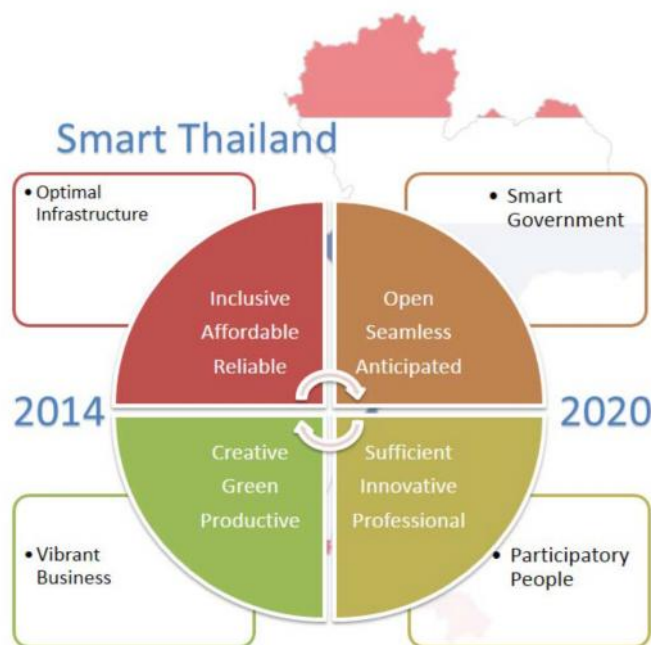 Smart Thailand
• Optimal
Infrastructure
• Smart
Government
Inclusive
Affordable
Reliable
Open
Seamless
Anticipated
2014
2020
Creative
Green
Productive
Sufficient
Innovative
Professional
• Vibrant
Business
• Participatory
People